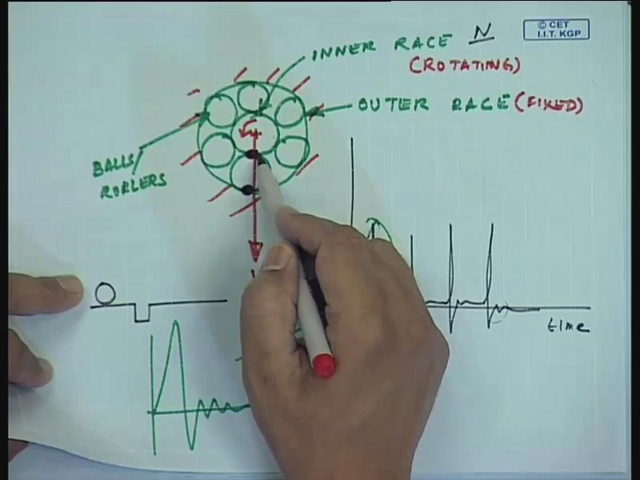 INNER RACE N
(ROTATING)
© CET
I.I.T. KGP
OUTER RACE (FIXED)
BALLS/
ROLLERS
time